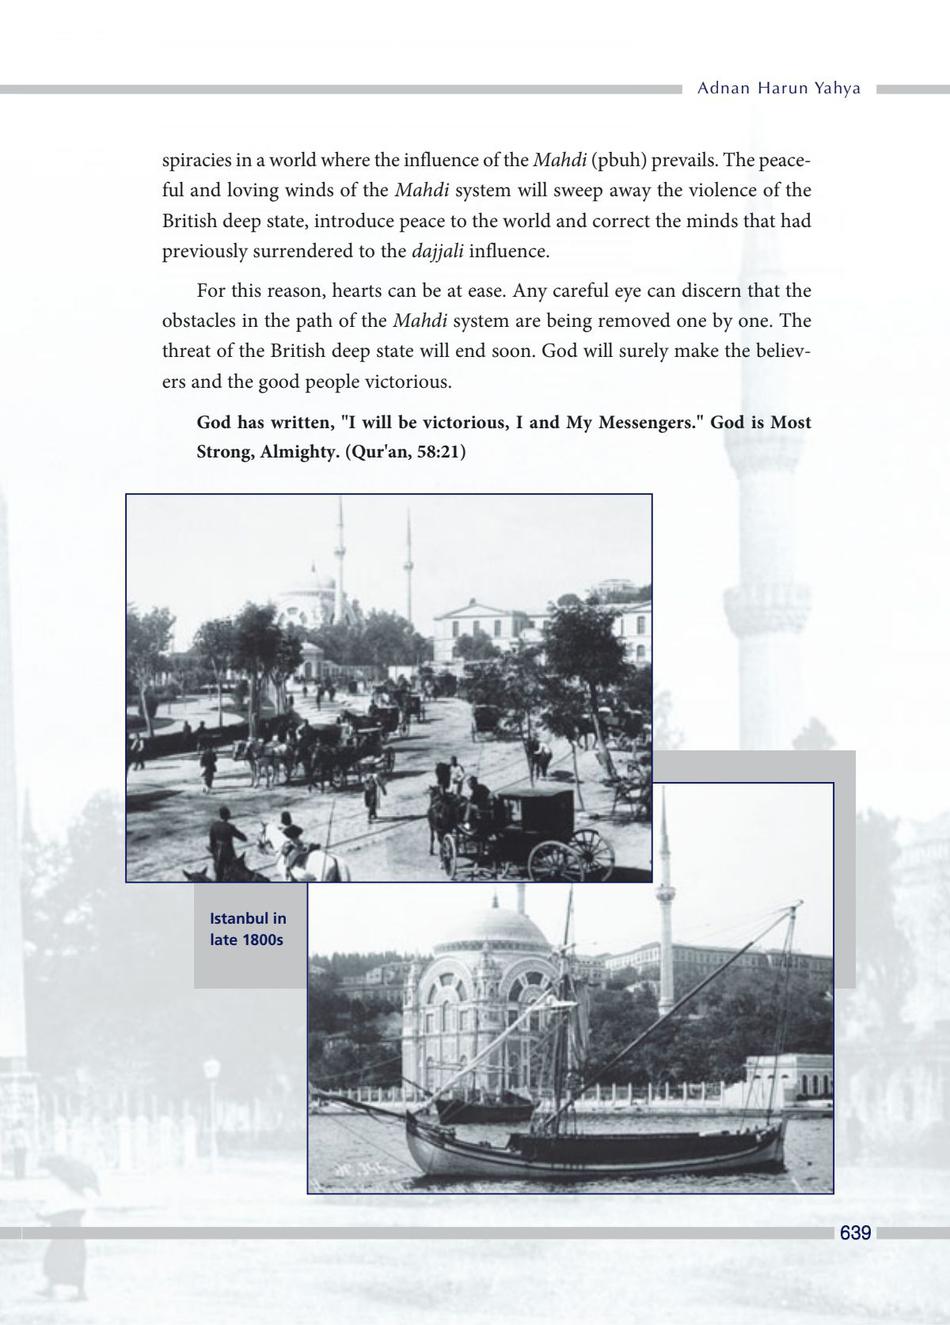 Adnan Harun Yahya
spiracies in a world where the influence of the Mahdi (pbuh) prevails. The peace-
ful and loving winds of the Mahdi system will sweep away the violence of the
British deep state, introduce peace to the world and correct the minds that had
previously surrendered to the dajjali influence.
For this reason, hearts can be at ease. Any careful eye can discern that the
obstacles in the path of the Mahdi system are being removed one by one. The
threat of the British deep state will end soon. God will surely make the believ-
ers and the good people victorious.
God has written, "I will be victorious, I and My Messengers." God is Most
Strong, Almighty. (Qur'an, 58:21)
Istanbul in
late 1800s
639